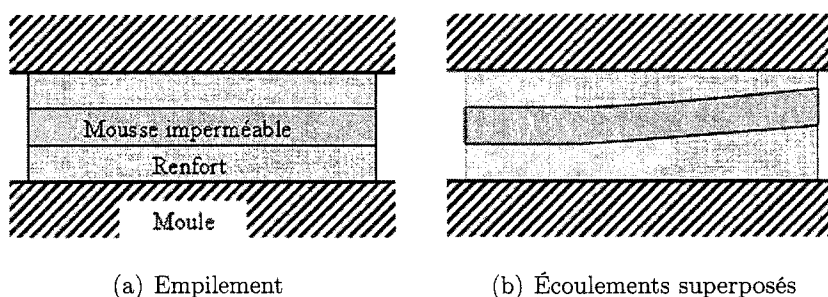 Mousse imperméable
Renfort
Moule
(a) Empilement
(b) Écoulements superposés